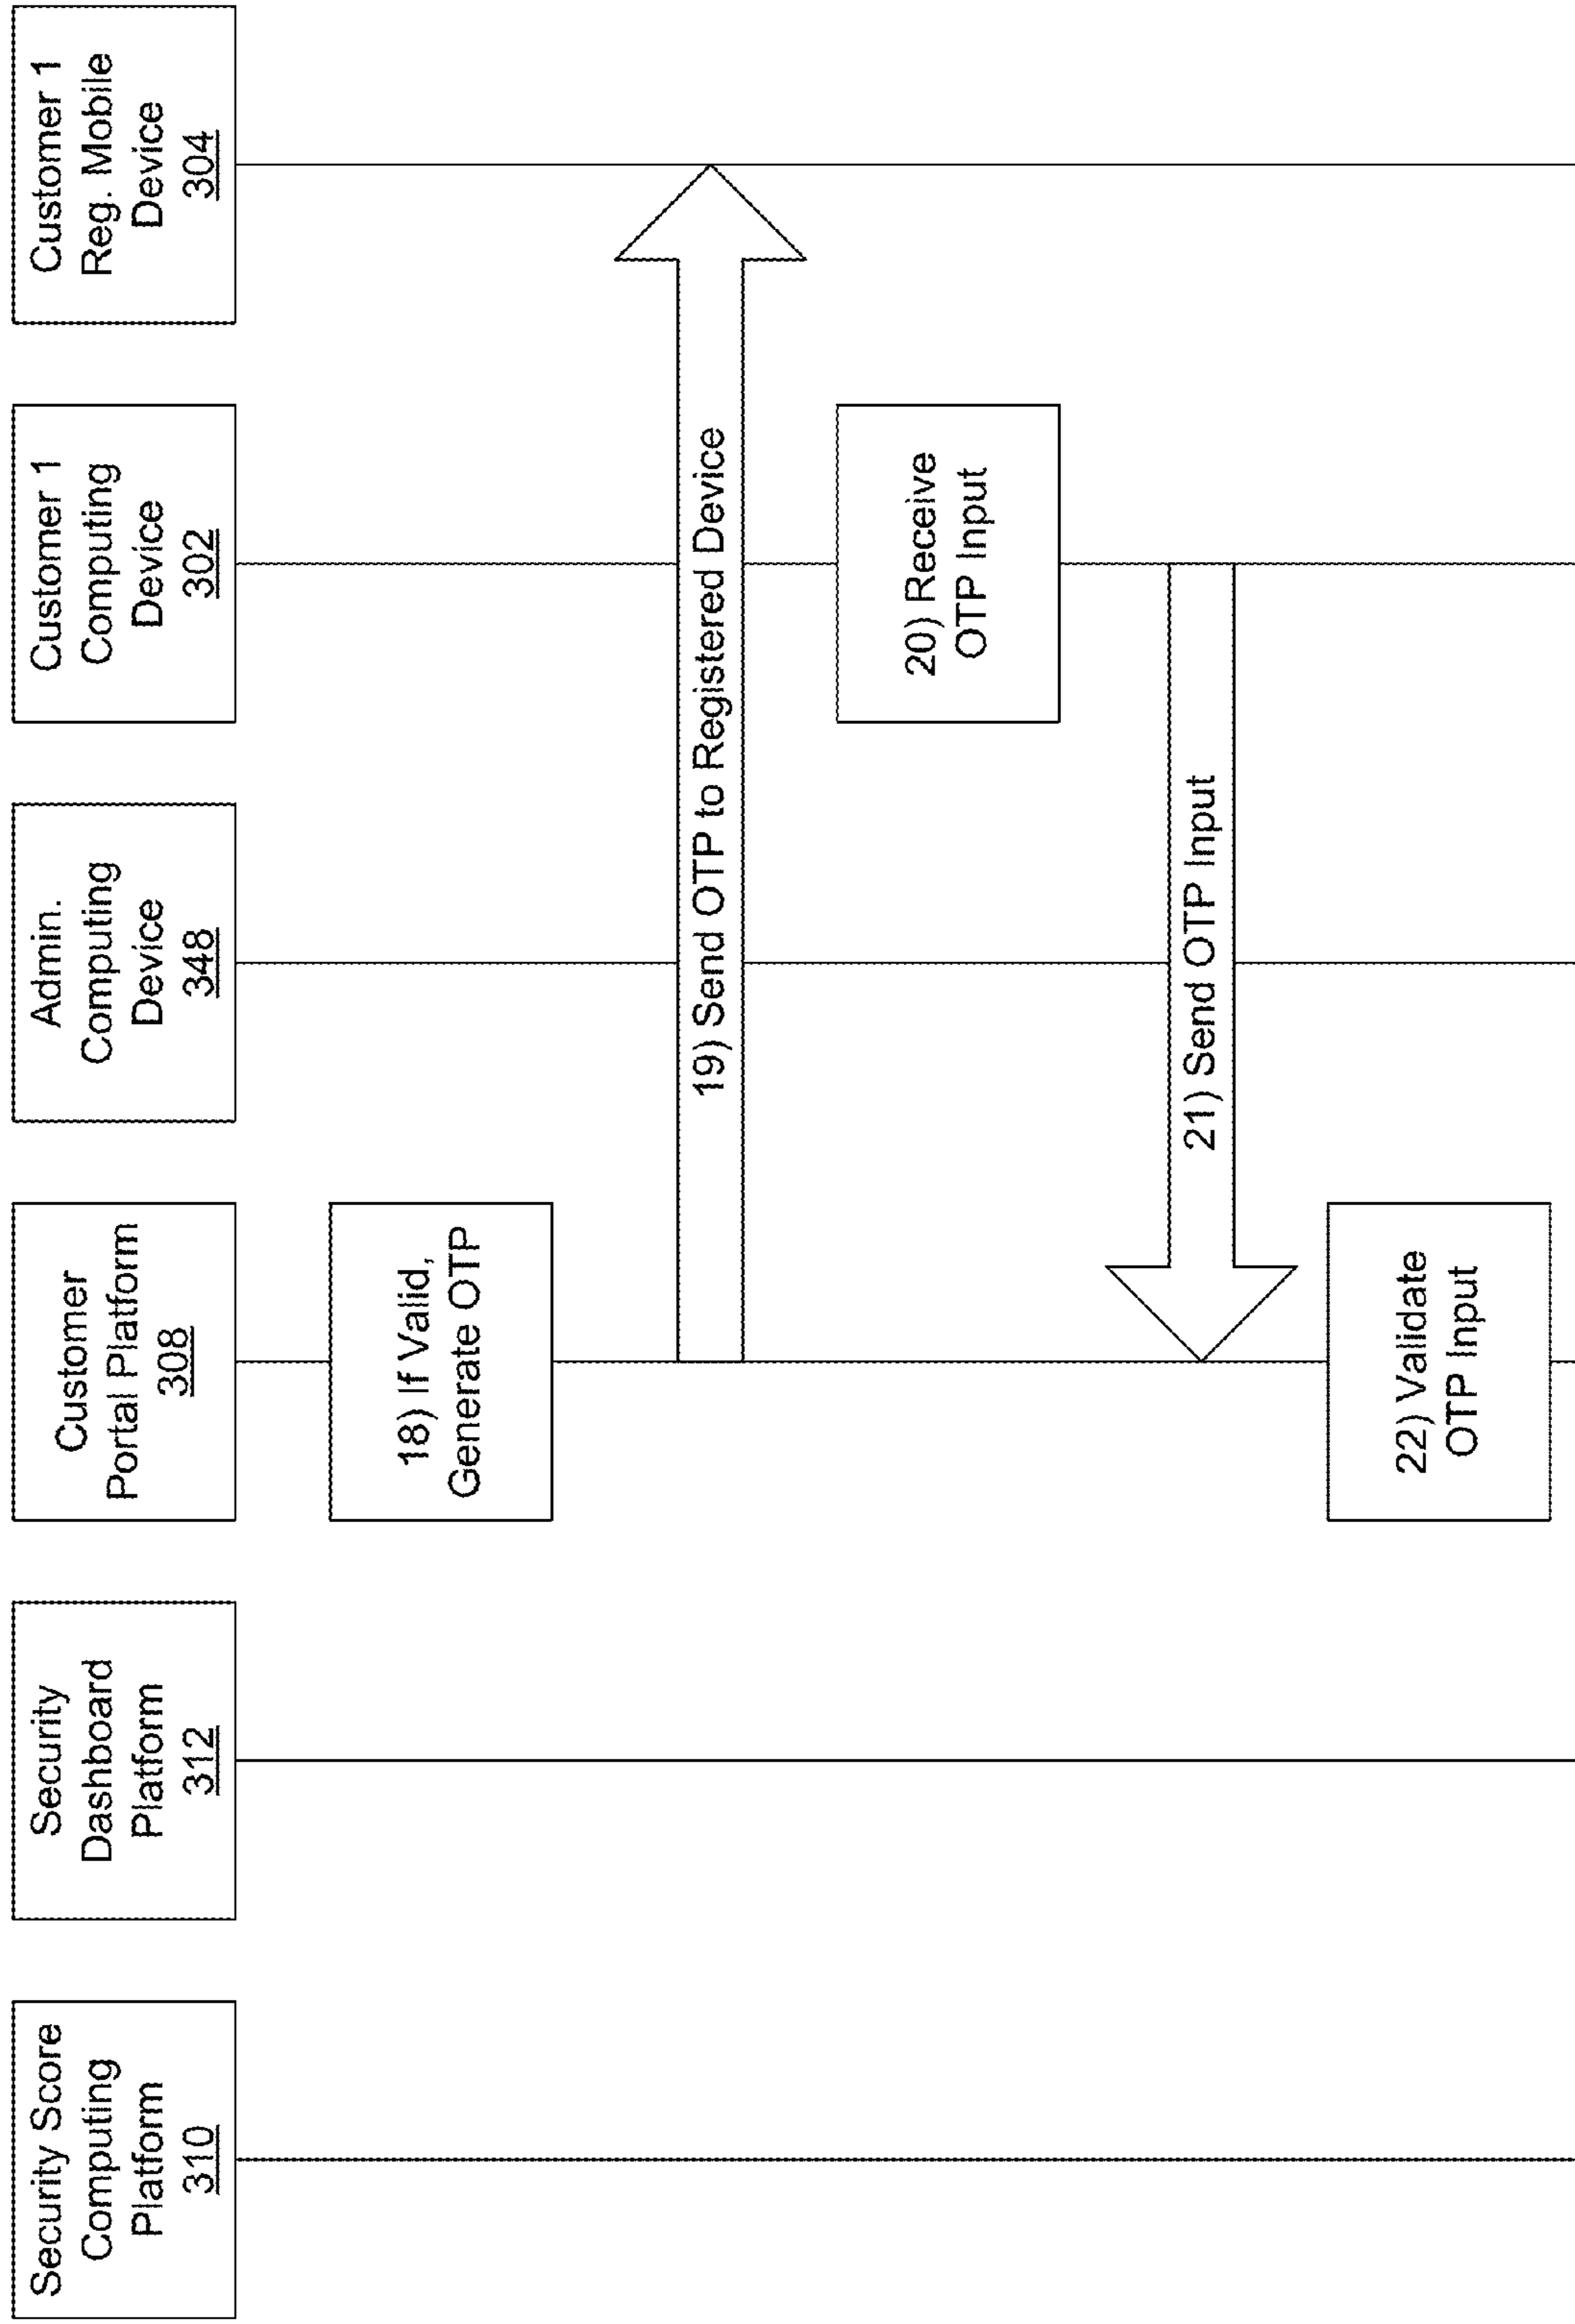 Security Score
Computing
Platform
310
Security
Dashboard
Platform
312
Customer
Portal Platform
308
Admin.
Computing
Device
348
Customer 1
Computing
Device
302
Customer 1
Reg. Mobile
Device
304
18) If Valid,
Generate OTP
19) Send OTP to Registered Device
20) Receive
OTP Input
21) Send OTP Input
22) Validate
OTP Input